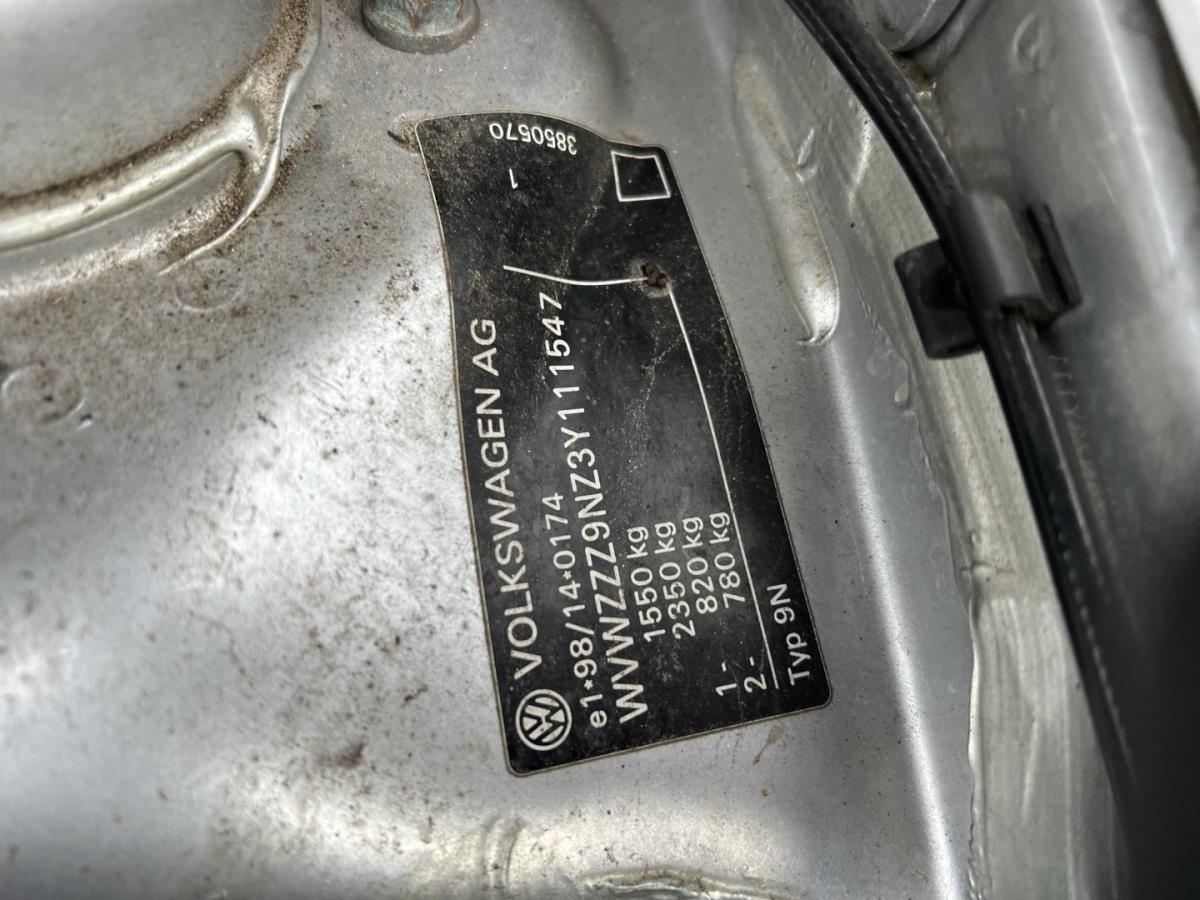 VOLKSWAGEN AG
e1*98/14*0174
WVWZZZ9NZ3Y111547
1550 kg
2350 kg
1- 820 kg
2- 780 kg
Typ 9N
3850570